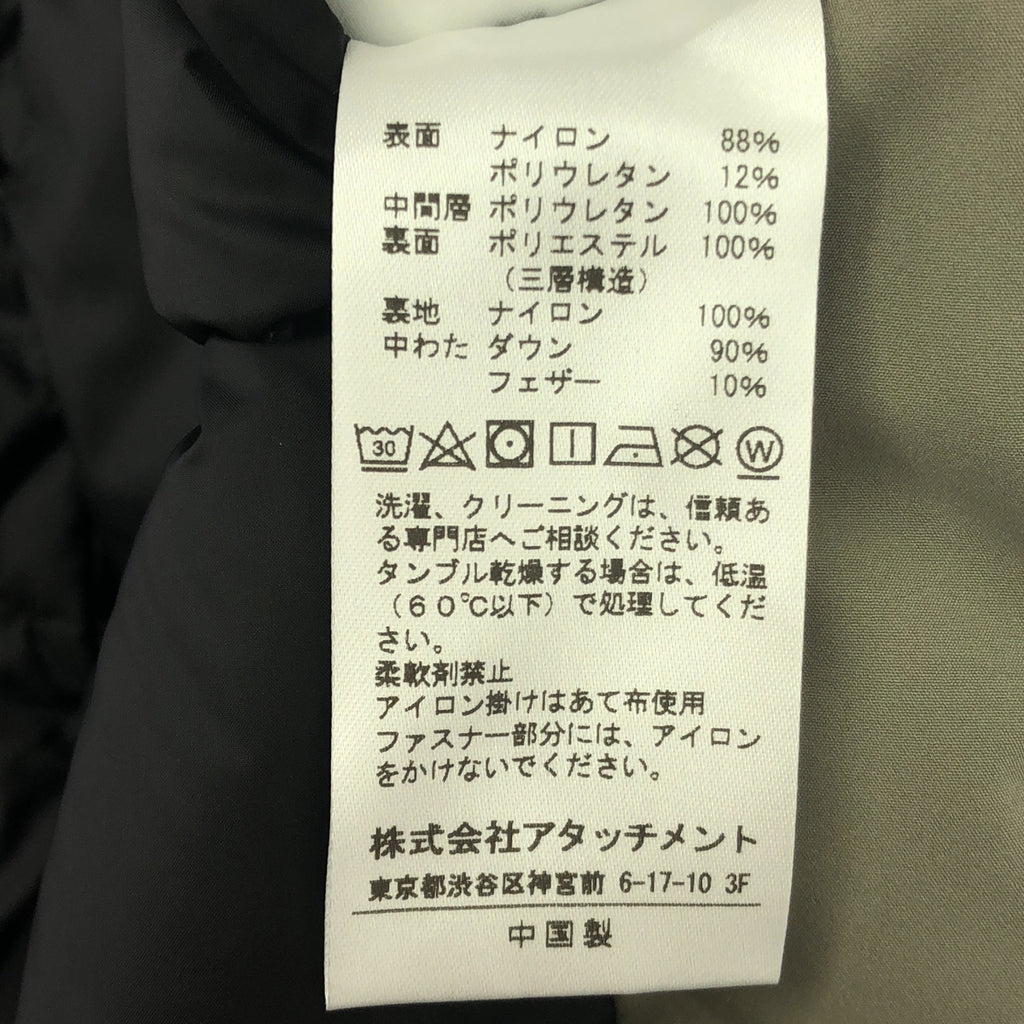 表面 ナイロン 88%
ポリウレタン 12%
中間層 ポリウレタン 100%
裏面 ポリエステル 100%
（三層構造）
裏地 ナイロン 100%
中わた ダウン 90%
フェザー 10%
30 W
洗濯、クリーニングは、信頼あ
る専門店へご相談ください。
タンブル乾燥する場合は、低温
（６０℃以下）で処理してくだ
さい。
柔軟剤禁止
アイロン掛けはあて布使用
ファスナー部分には、アイロン
をかけないでください。
株式会社アタッチメント
東京都渋谷区神宮前 6-17-10 3F
中国製